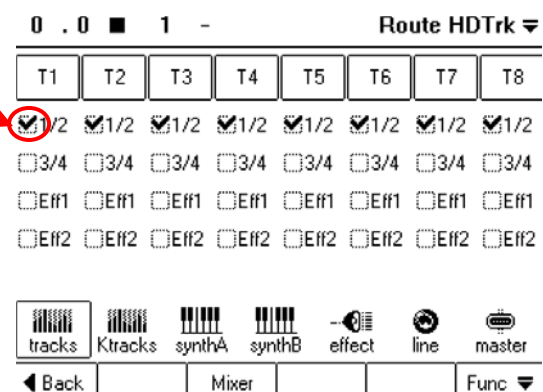 0 . 0 ■ 1 - Route HDTrk
T1 T2 T3 T4 T5 T6 T7 T8
1/2 1/2 1/2 1/2 1/2 1/2 1/2 1/2
3/4 3/4 3/4 3/4 3/4 3/4 3/4 3/4
Eff1 Eff1 Eff1 Eff1 Eff1 Eff1 Eff1 Eff1
Eff2 Eff2 Eff2 Eff2 Eff2 Eff2 Eff2 Eff2
tracks Ktracks synthA synthB effect line master
Back Mixer Func